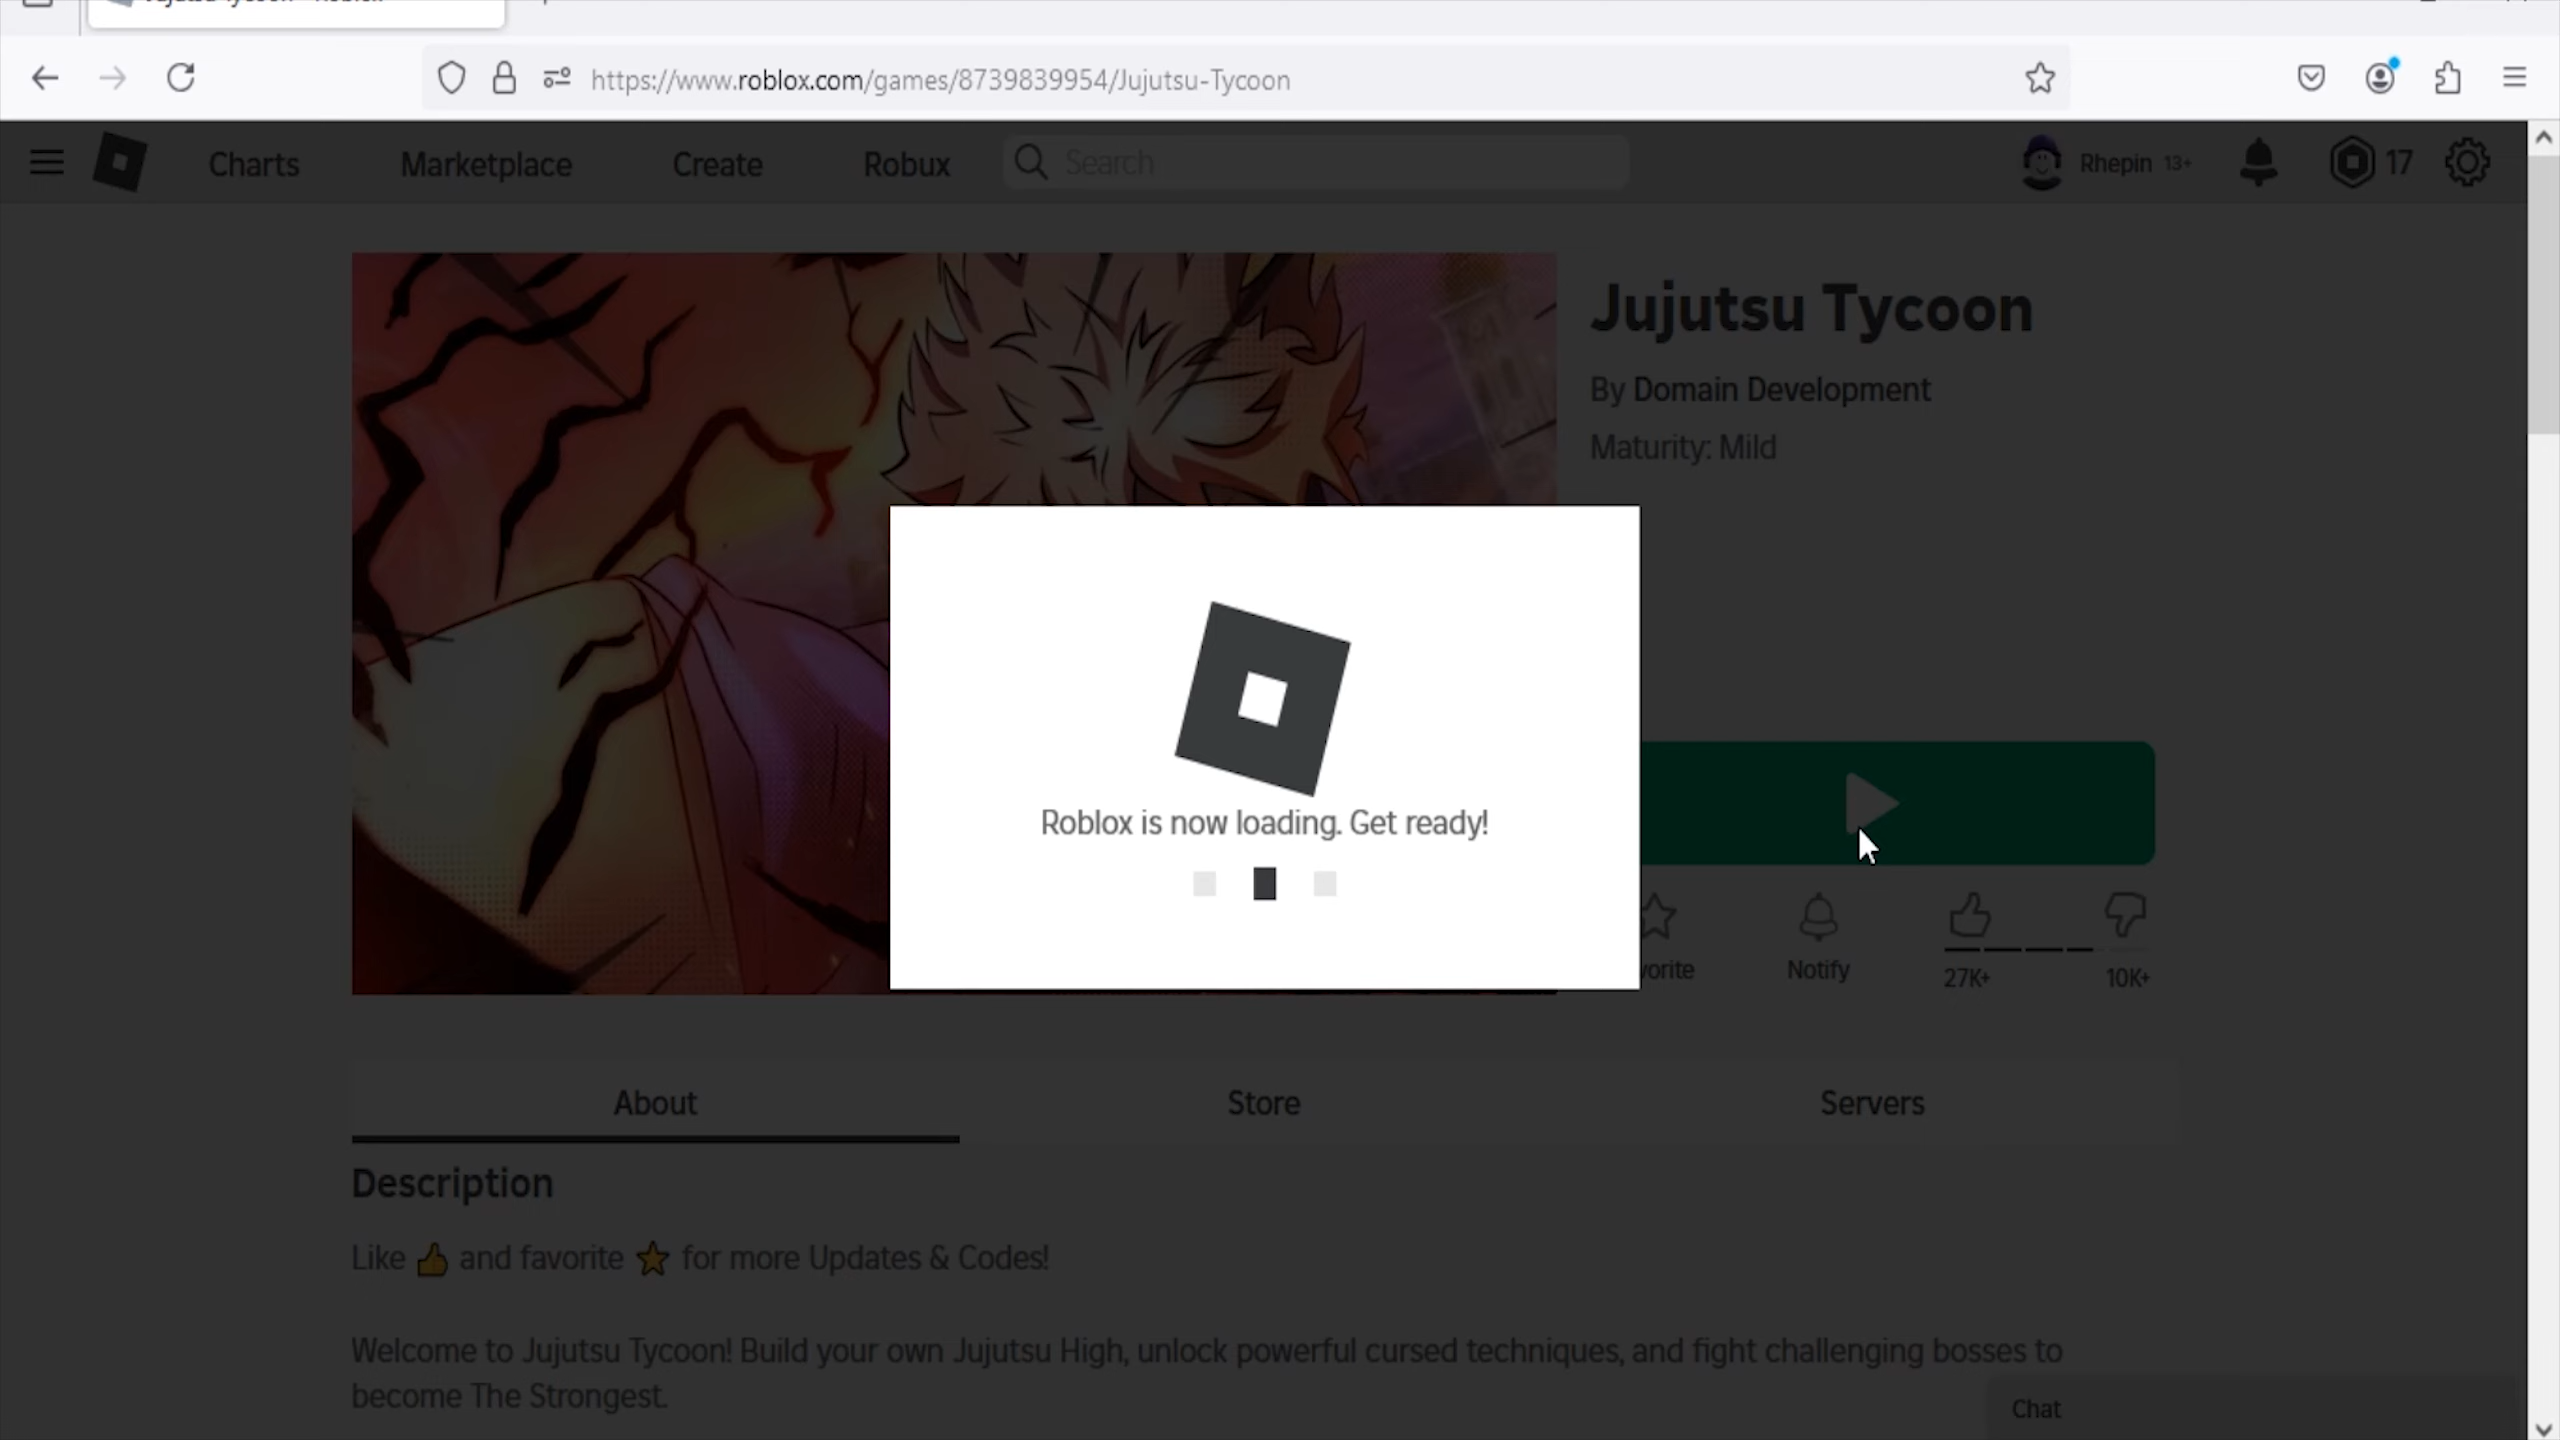 https://www.roblox.com/games/8739839954/Jujutsu-Tycoon
Charts
Marketplace
Create
Robux
Search
Rhepin 13+
17
Jujutsu Tycoon
By Domain Development
Maturity: Mild
Roblox is now loading. Get ready!
Notify
27K+
10K+
About
Store
Servers
Description
Like 👍 and favorite ⭐ for more Updates & Codes!
Welcome to Jujutsu Tycoon! Build your own Jujutsu High, unlock powerful cursed techniques, and fight challenging bosses to
become The Strongest.
Chat